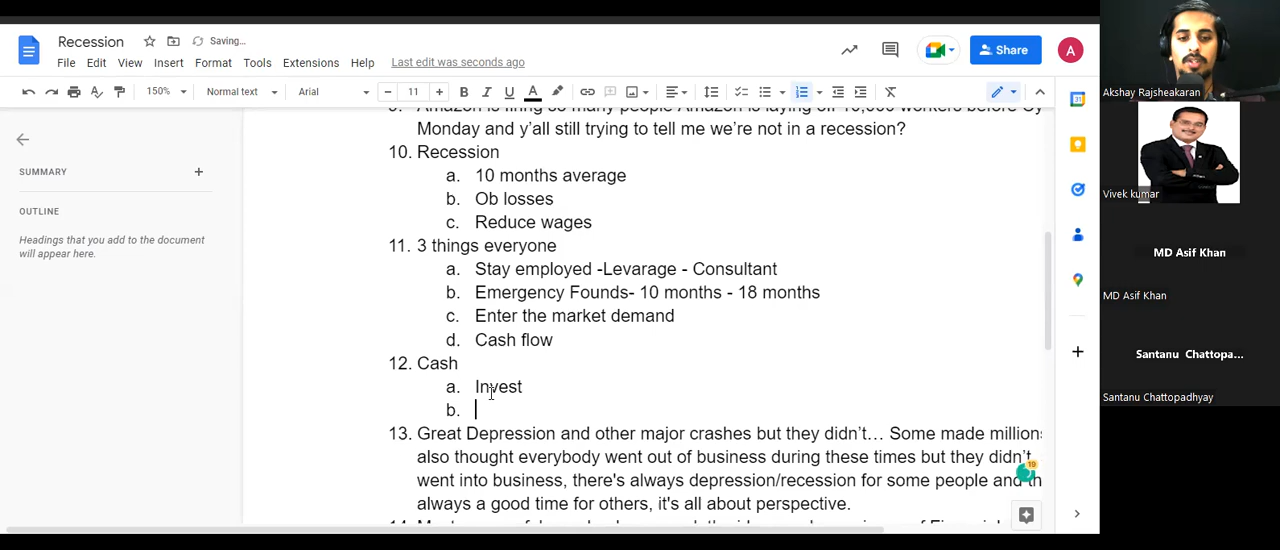 Recession
Saving...
File Edit View Insert Format Tools Extensions Help Last edit was seconds ago
Share
A
150% Normal text Arial 11 B I U A
SUMMARY
OUTLINE
Headings that you add to the document
will appear here.
Monday and y'all still trying to tell me we're not in a recession?
10. Recession
a. 10 months average
b. Ob losses
c. Reduce wages
11. 3 things everyone
a. Stay employed -Levarage - Consultant
b. Emergency Founds- 10 months - 18 months
c. Enter the market demand
d. Cash flow
12. Cash
a. Invest
b.
13. Great Depression and other major crashes but they didn't… Some made million
also thought everybody went out of business during these times but they didn't
went into business, there's always depression/recession for some people and th
always a good time for others, it's all about perspective.
19
Akshay Rajsheakaran
Vivek kumar
MD Asif Khan
MD Asif Khan
Santanu Chattopa...
Santanu Chattopadhyay